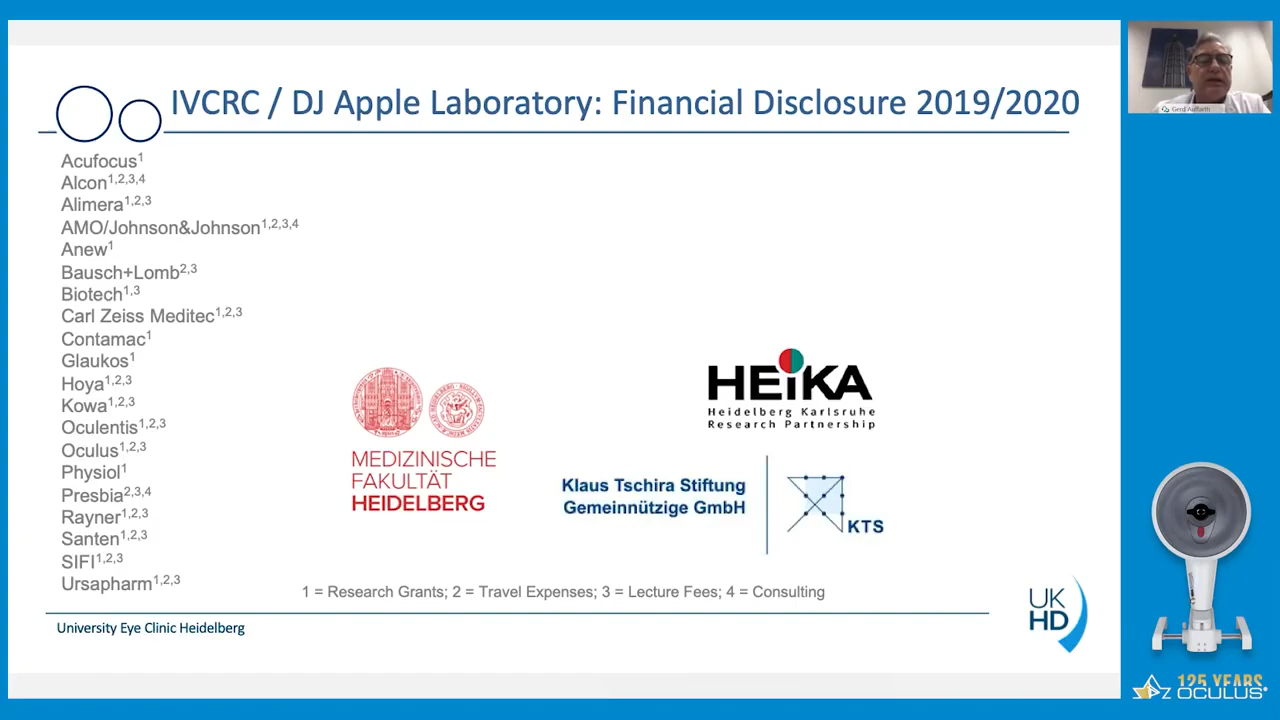 IVCRC / DJ Apple Laboratory: Financial Disclosure 2019/2020
Acufocus1
Alcon1,2,3,4
Alimera1,2,3
AMO/Johnson&Johnson1,2,3,4
Anew1
Bausch+Lomb2,3
Biotech1,3
Carl Zeiss Meditec1,2,3
Contamac1
Glaukos1
Hoya1,2,3
Kowa1,2,3
Oculentis1,2,3
Oculus1,2,3
Physiol1
Presbia2,3,4
Rayner1,2,3
Santen1,2,3
SIFI1,2,3
Ursapharm1,2,3
MEDIZINISCHE
FAKULTÄT
HEIDELBERG
HEiKA
Heidelberg Karlsruhe
Research Partnership
Klaus Tschira Stiftung
Gemeinnützige GmbH
KTS
1 = Research Grants; 2 = Travel Expenses; 3 = Lecture Fees; 4 = Consulting
University Eye Clinic Heidelberg
UK
HD
Gerd Auffarth
125 YEARS
OCULUS®